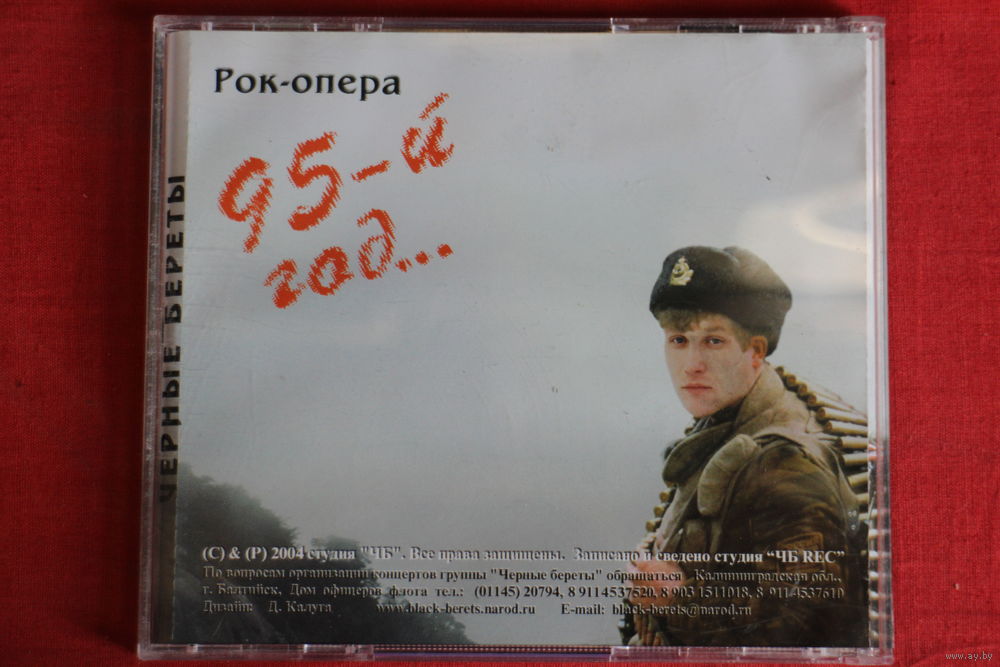 Рок-опера
95-й
год...
ЧЕРНЫЕ БЕРЕТЫ
(C) & (P) 2004 студия "ЧБ". Все права защищены. Записано и сведено студия “ЧБ REC”
По вопросам организации концертов группы "Черные береты" обращаться Калининградская обл.,
г. Балтийск, Дом офицеров флота тел.: (01145) 20794, 8 9114537520, 8 903 1511018, 8 9114537610
Дизайн: Д. Калуга www.black-berets.narod.ru E-mail: black-berets@narod.ru
www.ay.by